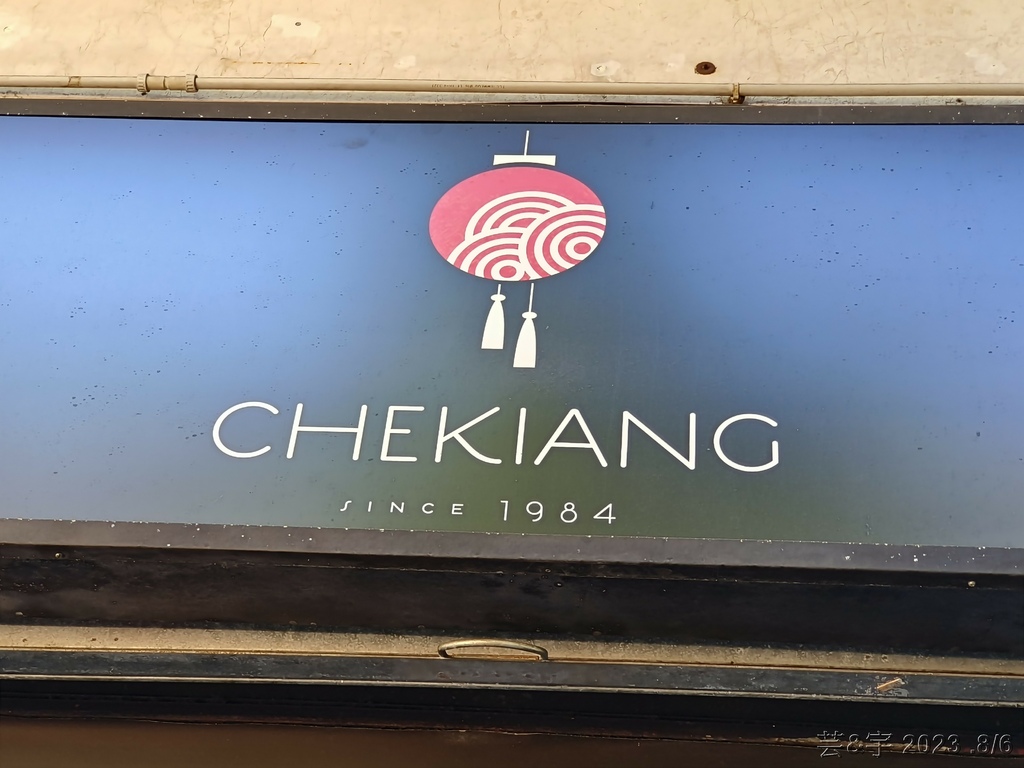 CHEKIANG
SINCE 1984
芸8宇 2023 .8/6